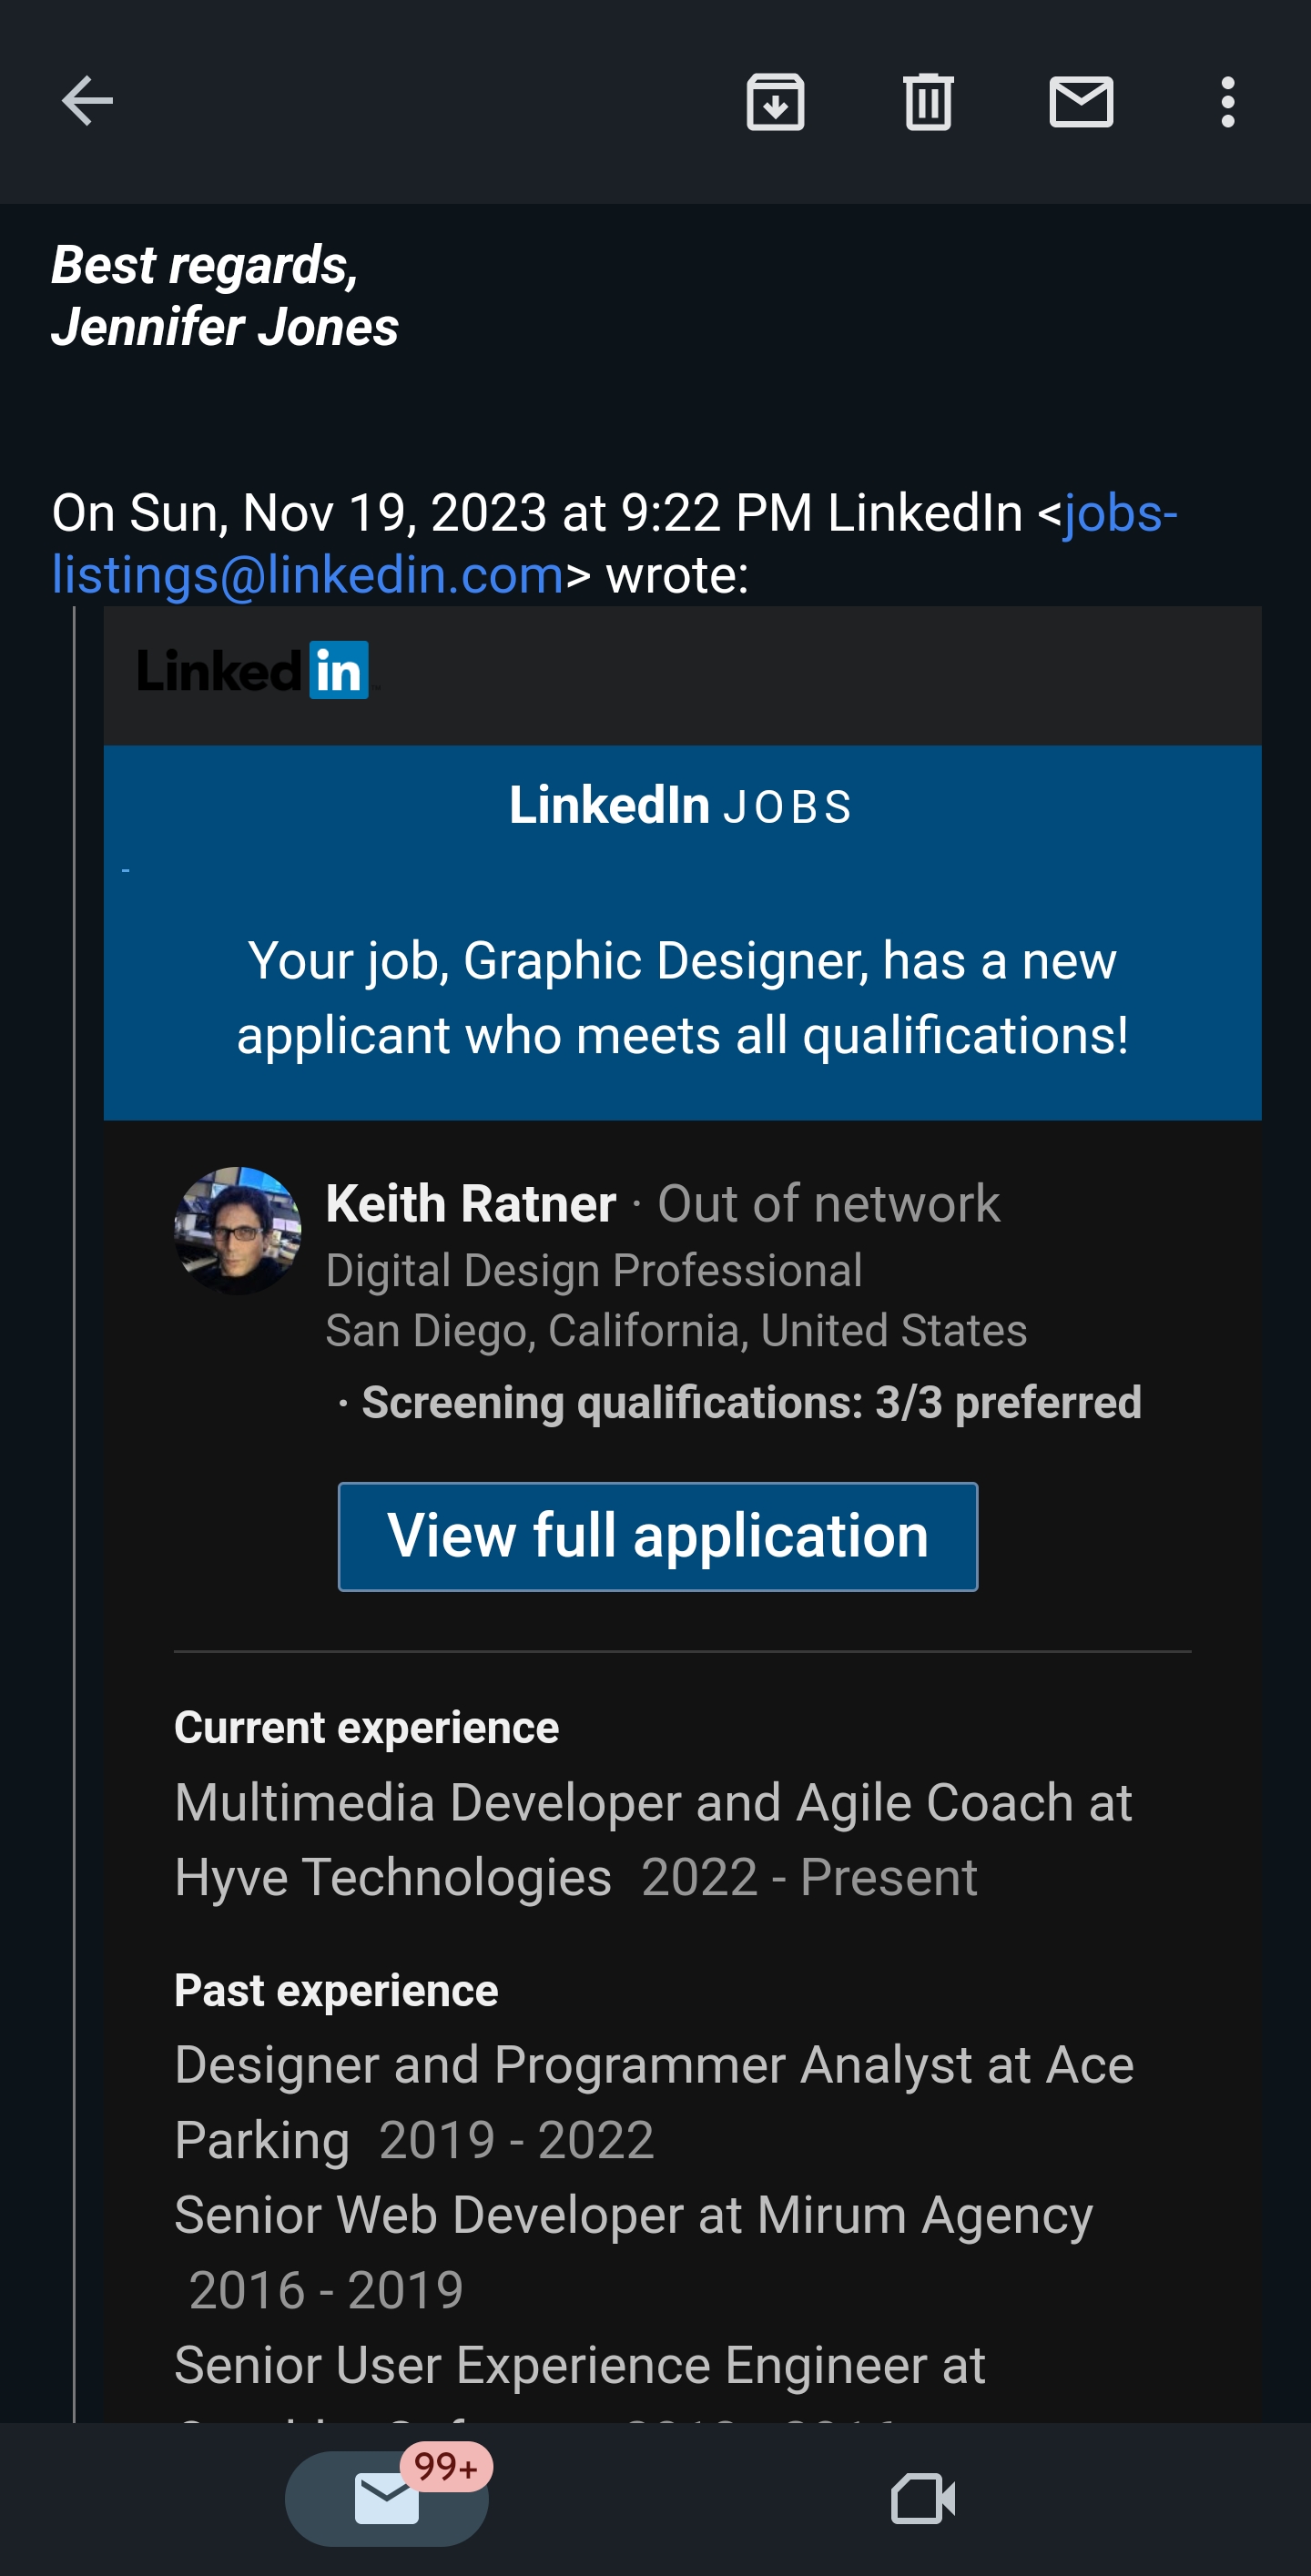 Best regards,
Jennifer Jones
On Sun, Nov 19, 2023 at 9:22 PM LinkedIn <jobs-
listings@linkedin.com> wrote:
Linked in
LinkedIn JOBS
-
Your job, Graphic Designer, has a new
applicant who meets all qualifications!
Keith Ratner · Out of network
Digital Design Professional
San Diego, California, United States
· Screening qualifications: 3/3 preferred
View full application
Current experience
Multimedia Developer and Agile Coach at
Hyve Technologies 2022 - Present
Past experience
Designer and Programmer Analyst at Ace
Parking 2019 - 2022
Senior Web Developer at Mirum Agency
2016 - 2019
Senior User Experience Engineer at
99+